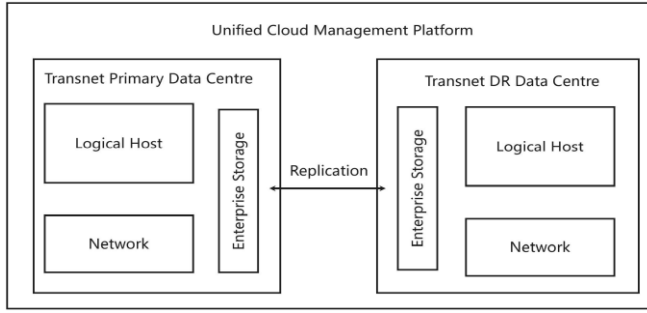 Unified Cloud Management Platform
Transnet Primary Data Centre
Logical Host
Network
Enterprise Storage
Replication
Transnet DR Data Centre
Enterprise Storage
Logical Host
Network